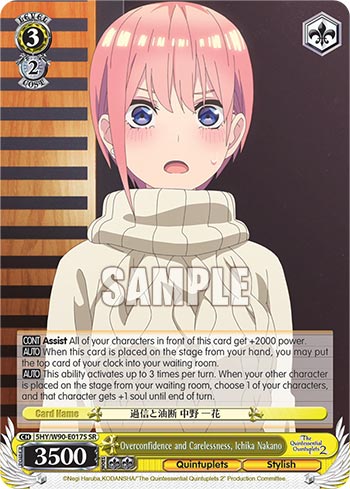 LEVEL
3
2
COST
SAMPLE
CONT Assist All of your characters in front of this card get +2000 power.
AUTO When this card is placed on the stage from your hand, you may put
the top card of your clock into your waiting room.
AUTO This ability activates up to 3 times per turn. When your other character
is placed on the stage from your waiting room, choose 1 of your characters,
and that character gets +1 soul until end of turn.
Card Name 過信と油断 中野 一花
CH 5HY/W90-E017S SR
Overconfidence and Carelessness, Ichika Nakano
The Quintessential Quintuplets 2
3500
Quintuplets
Stylish
©Negi Haruba,KODANSHA/"The Quintessential Quintuplets 2" Production Committee.